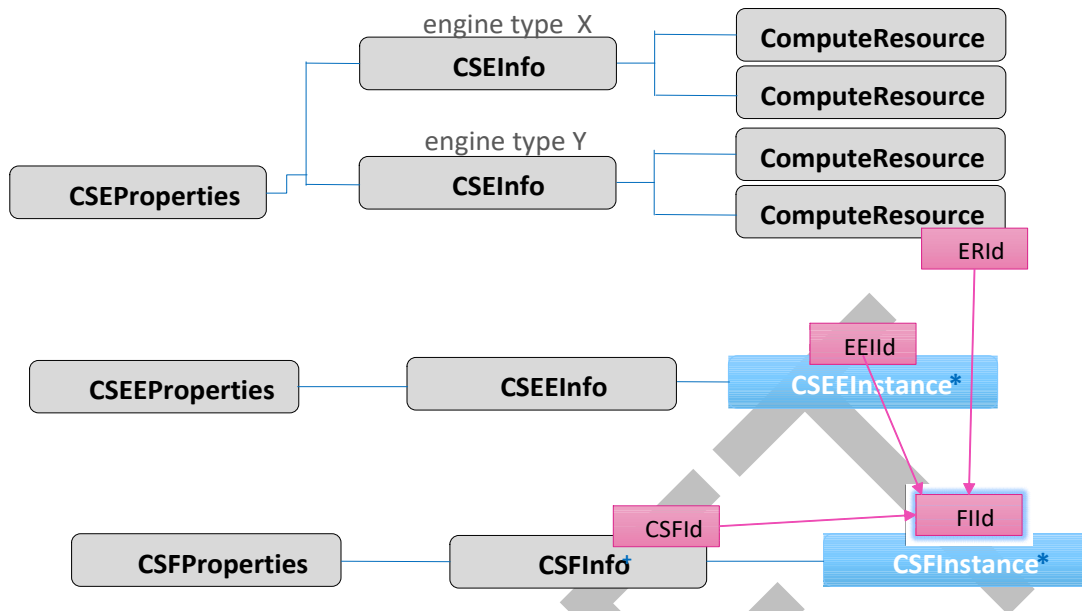 engine type X
CSEInfo
ComputeResource
ComputeResource
engine type Y
CSEInfo
ComputeResource
ComputeResource
CSEProperties
ERId
EEIId
CSEEProperties
CSEEInfo
CSEEInstance*
CSFId
FIId
CSFProperties
CSFInfo+
CSFInstance*